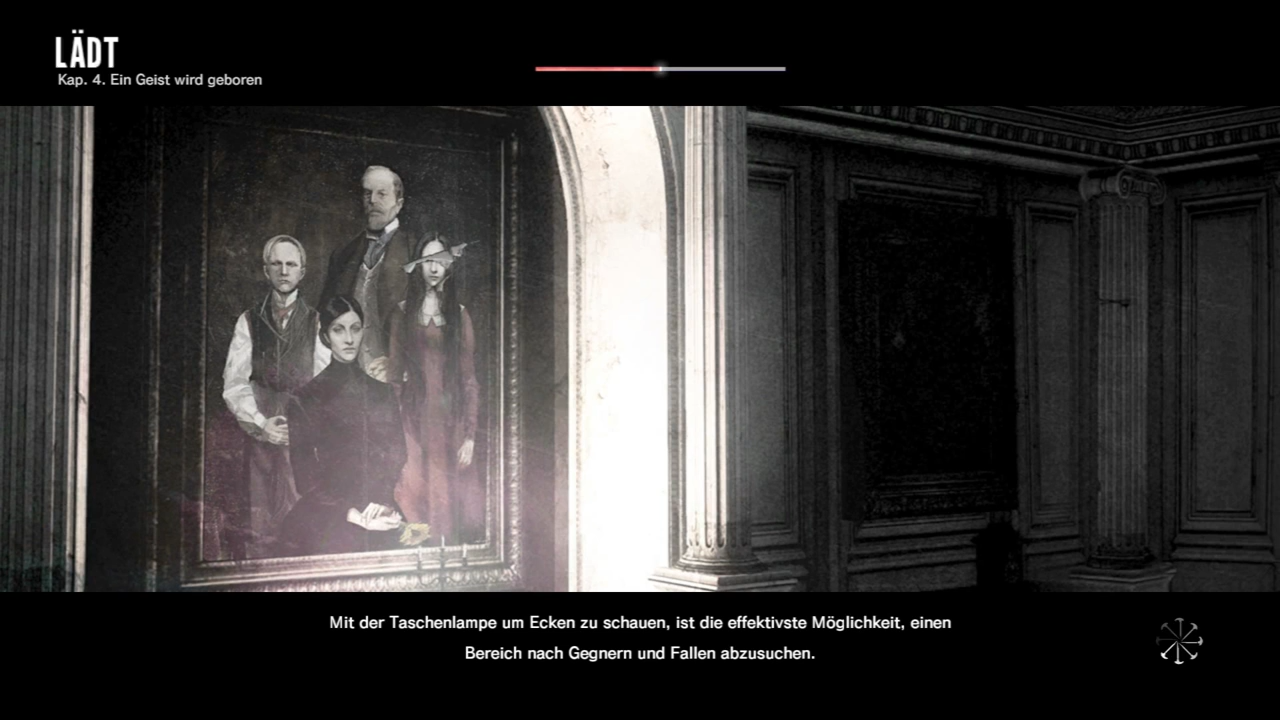 LÄDT
Kap. 4. Ein Geist wird geboren
Mit der Taschenlampe um Ecken zu schauen, ist die effektivste Möglichkeit, einen
Bereich nach Gegnern und Fallen abzusuchen.